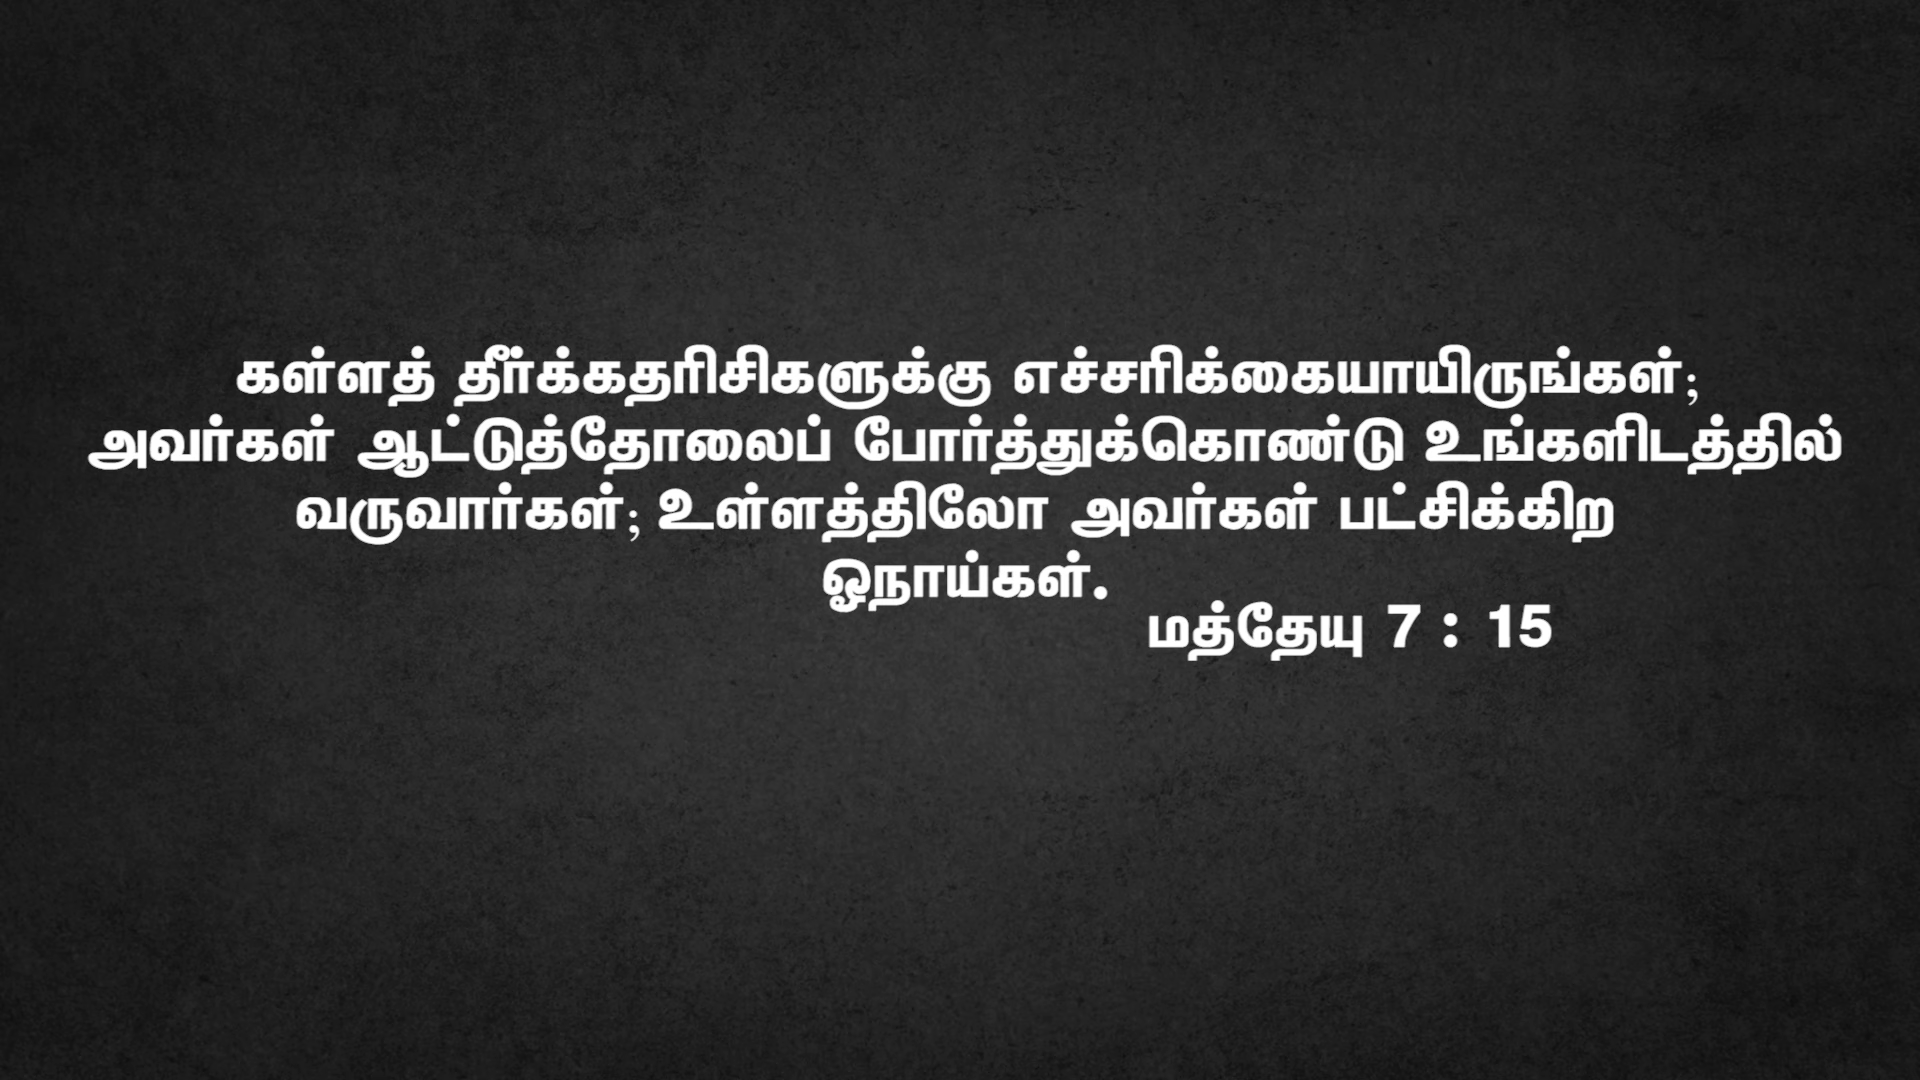 கள்ளத் தீர்க்கதரிசிகளுக்கு எச்சரிக்கையாயிருங்கள்;
அவர்கள் ஆட்டுத்தோலைப் போர்த்துக்கொண்டு உங்களிடத்தில்
வருவார்கள்; உள்ளத்திலோ அவர்கள் பட்சிக்கிற
ஓநாய்கள்.
மத்தேயு 7 : 15